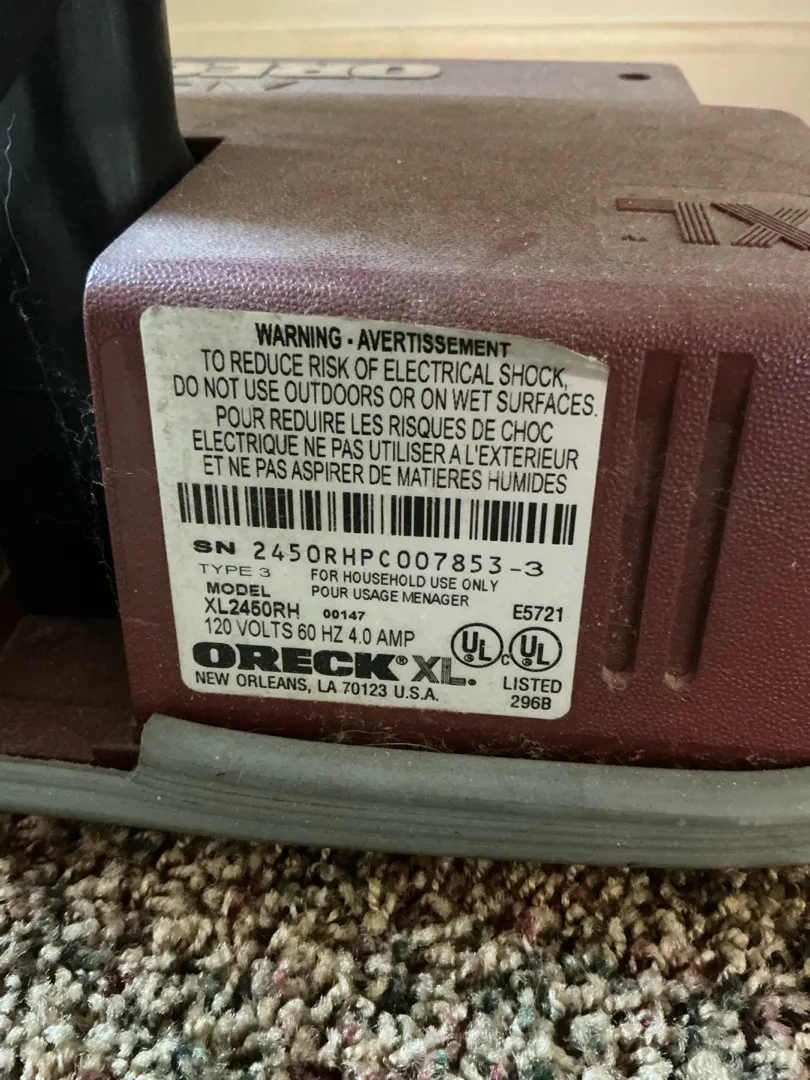 ORECK
XL
WARNING • AVERTISSEMENT
TO REDUCE RISK OF ELECTRICAL SHOCK,
DO NOT USE OUTDOORS OR ON WET SURFACES.
POUR REDUIRE LES RISQUES DE CHOC
ELECTRIQUE NE PAS UTILISER A L'EXTERIEUR
ET NE PAS ASPIRER DE MATIERES HUMIDES
SN 2450RHPC007853-3
TYPE 3 FOR HOUSEHOLD USE ONLY
MODEL POUR USAGE MENAGER
XL2450RH 00147 E5721
120 VOLTS 60 HZ 4.0 AMP
UL c UL
ORECK® XL.
NEW ORLEANS, LA 70123 U.S.A. LISTED
296B